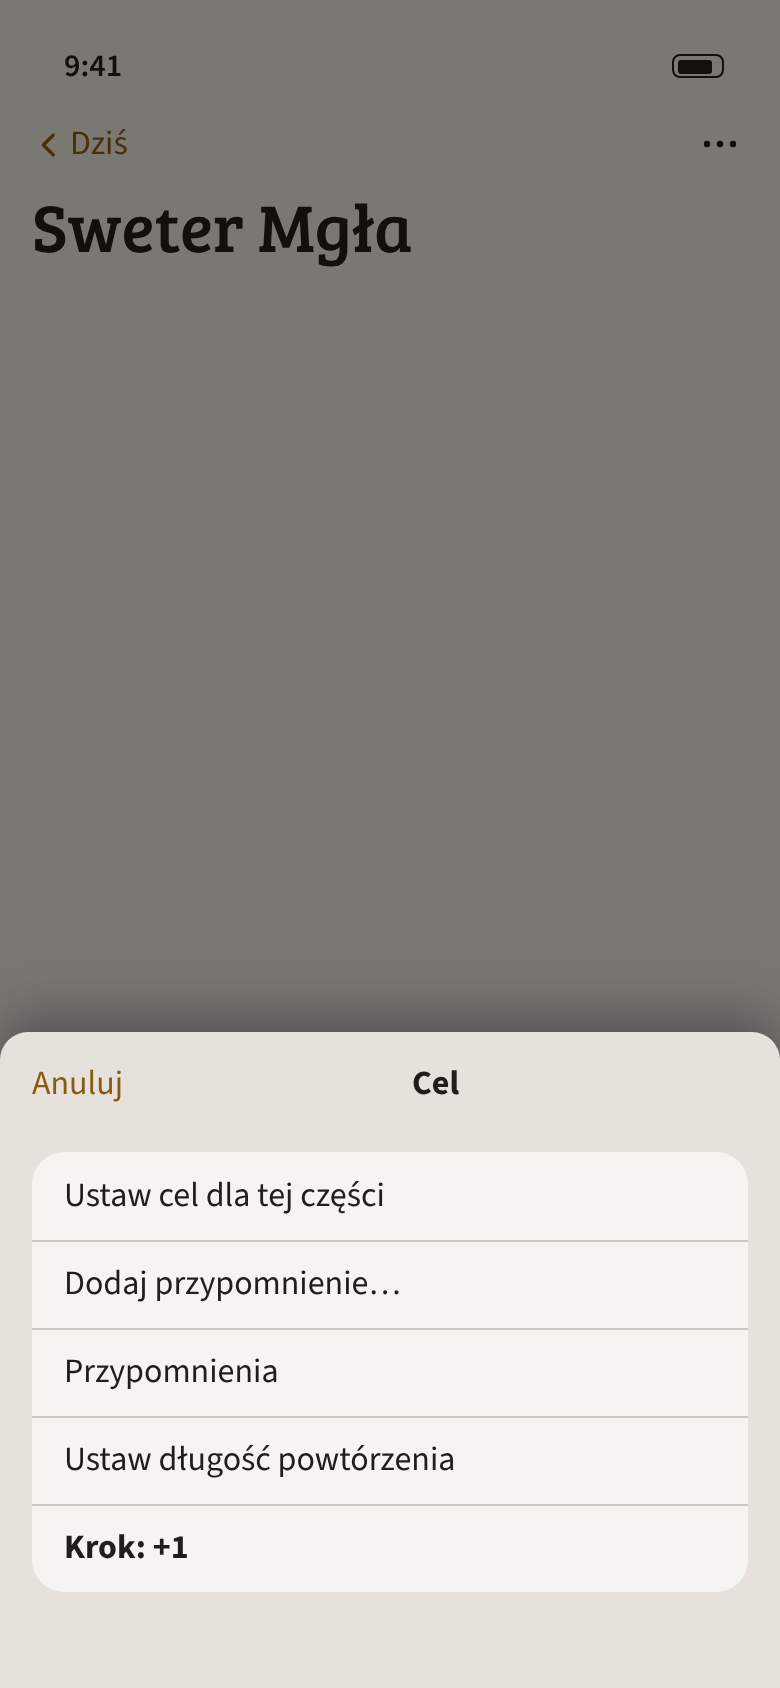 9:41
Dziś
Sweter Mgła
Anuluj
Cel
Ustaw cel dla tej części
Dodaj przypomnienie…
Przypomnienia
Ustaw długość powtórzenia
Krok: +1